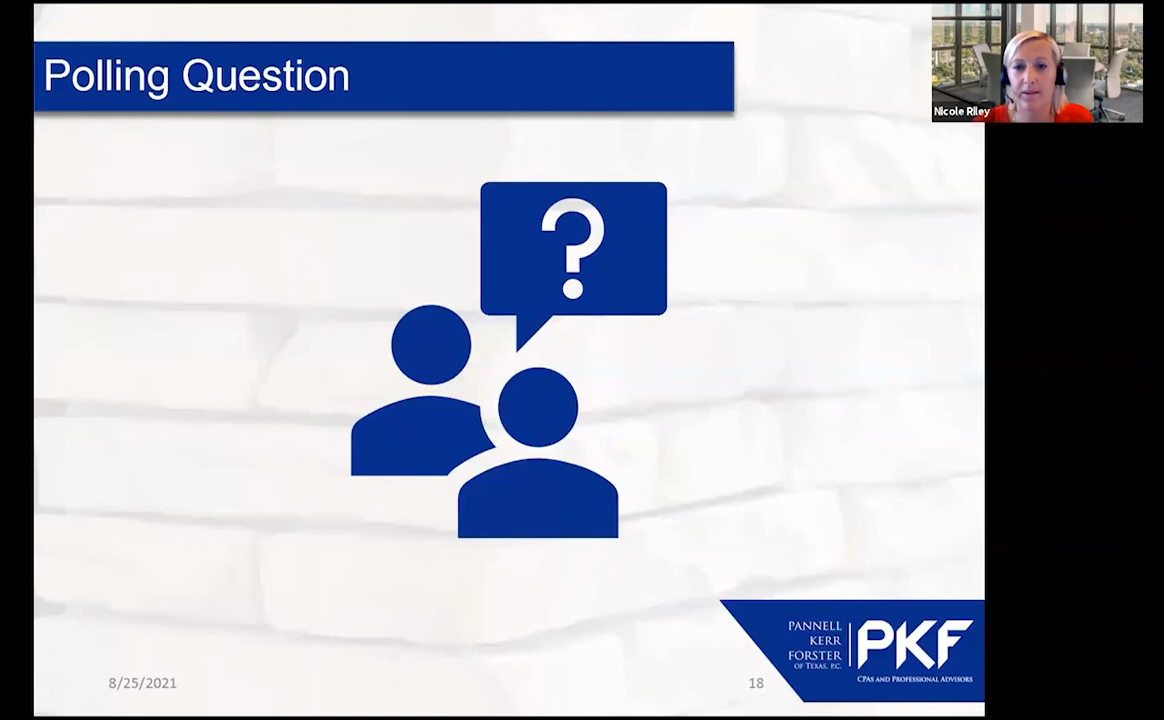 Polling Question
Nicole Riley
?
PANNELL
KERR
FORSTER
OF TEXAS, P.C.
PKF
CPAS AND PROFESSIONAL ADVISORS
8/25/2021
18